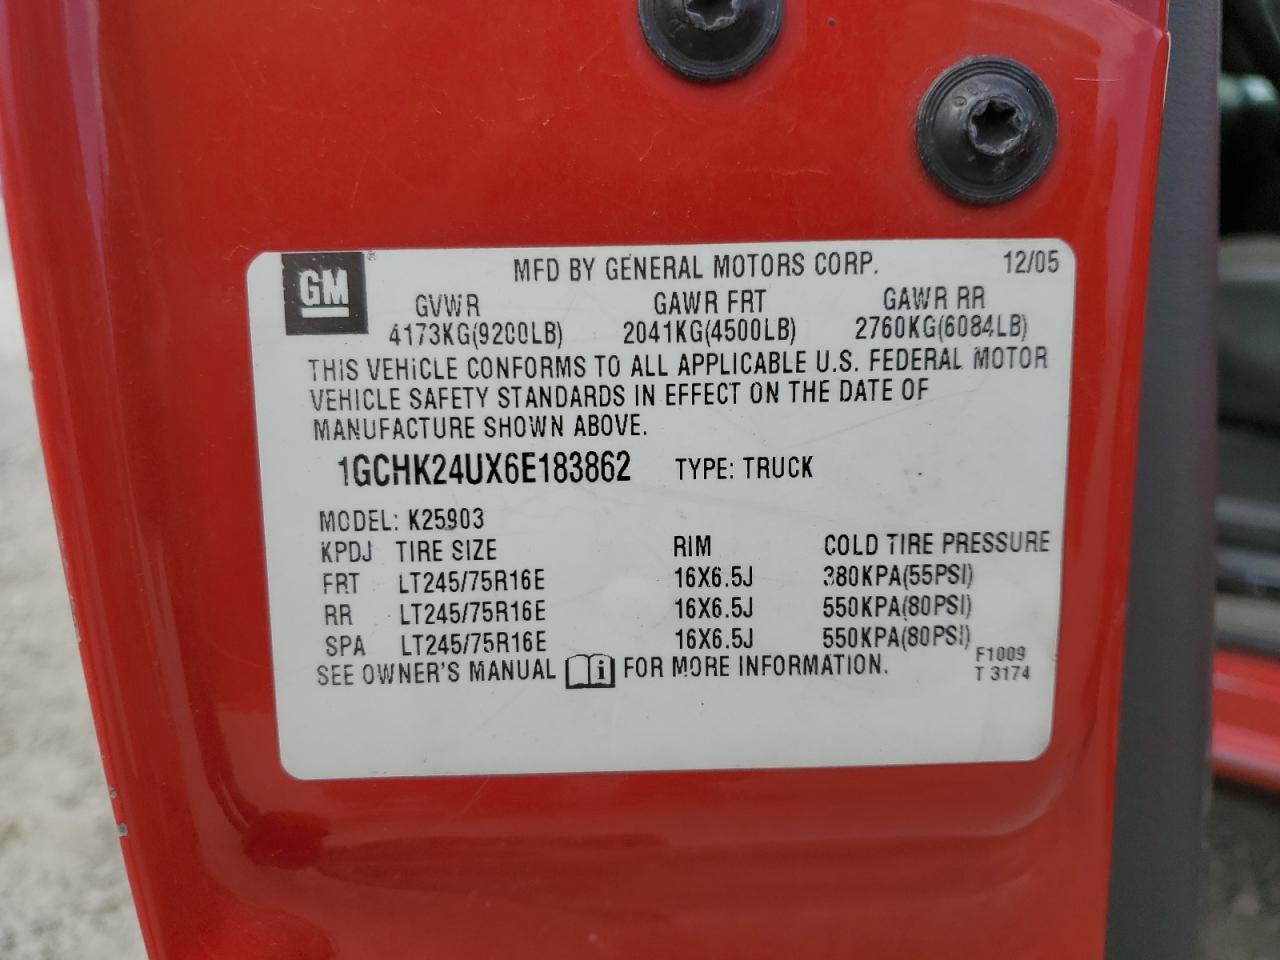 GM® MFD BY GENERAL MOTORS CORP. 12/05
GVWR GAWR FRT GAWR RR
4173KG(9200LB) 2041KG(4500LB) 2760KG(6084LB)
THIS VEHICLE CONFORMS TO ALL APPLICABLE U.S. FEDERAL MOTOR
VEHICLE SAFETY STANDARDS IN EFFECT ON THE DATE OF
MANUFACTURE SHOWN ABOVE.
1GCHK24UX6E183862 TYPE: TRUCK
MODEL: K25903
KPDJ TIRE SIZE RIM COLD TIRE PRESSURE
FRT LT245/75R16E 16X6.5J 380KPA(55PSI)
RR LT245/75R16E 16X6.5J 550KPA(80PSI)
SPA LT245/75R16E 16X6.5J 550KPA(80PSI)
SEE OWNER'S MANUAL i FOR MORE INFORMATION.
F1009
T 3174